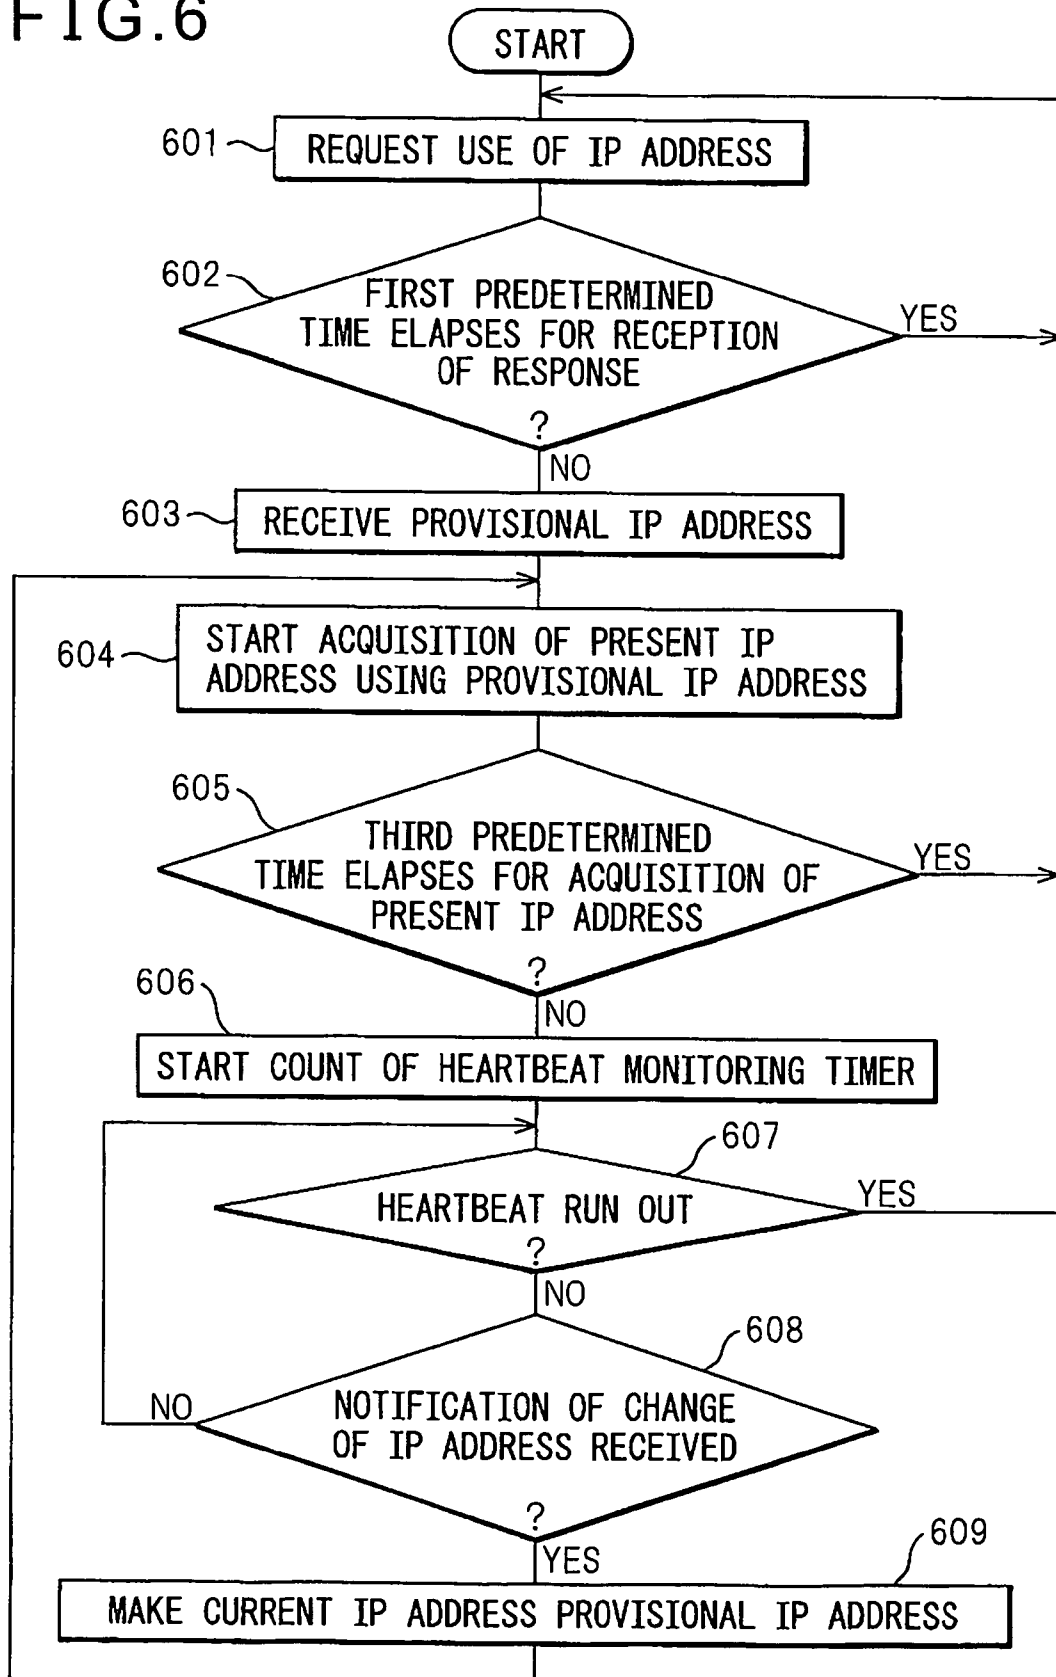 FIG.6
START
601
REQUEST USE OF IP ADDRESS
602
FIRST PREDETERMINED
TIME ELAPSES FOR RECEPTION
OF RESPONSE
?
YES
NO
603
RECEIVE PROVISIONAL IP ADDRESS
604
START ACQUISITION OF PRESENT IP
ADDRESS USING PROVISIONAL IP ADDRESS
605
THIRD PREDETERMINED
TIME ELAPSES FOR ACQUISITION OF
PRESENT IP ADDRESS
?
YES
NO
606
START COUNT OF HEARTBEAT MONITORING TIMER
607
HEARTBEAT RUN OUT
?
YES
NO
608
NOTIFICATION OF CHANGE
OF IP ADDRESS RECEIVED
?
NO
YES
609
MAKE CURRENT IP ADDRESS PROVISIONAL IP ADDRESS